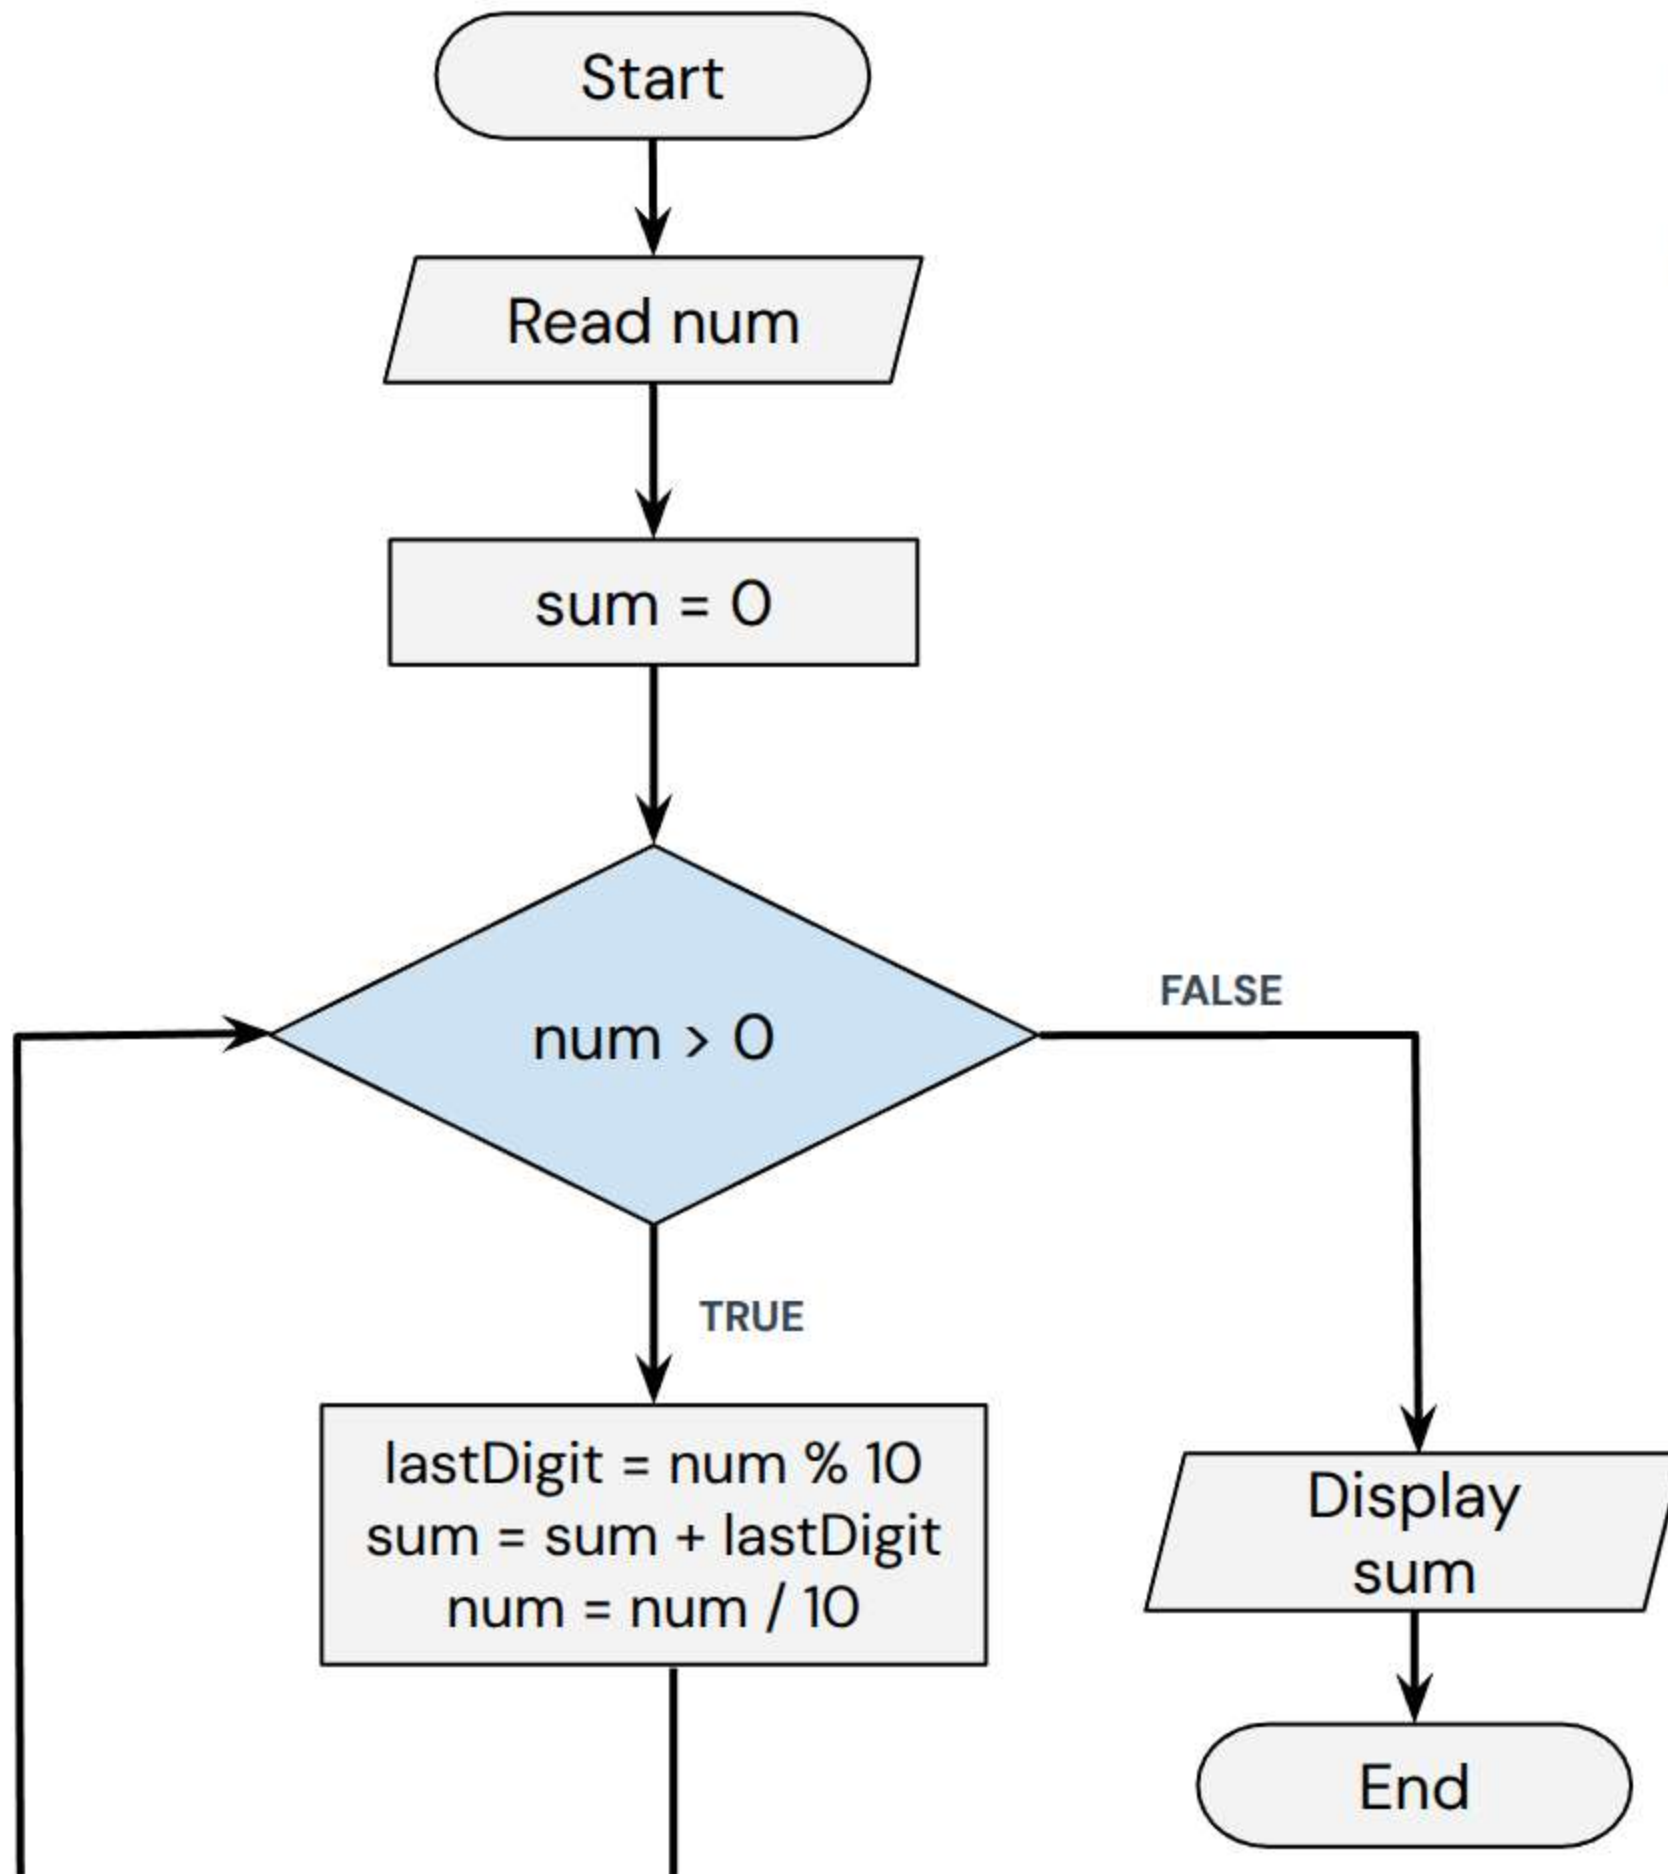 Start
Read num
sum = 0
num > 0
FALSE
TRUE
lastDigit = num % 10
sum = sum + lastDigit
num = num / 10
Display
sum
End